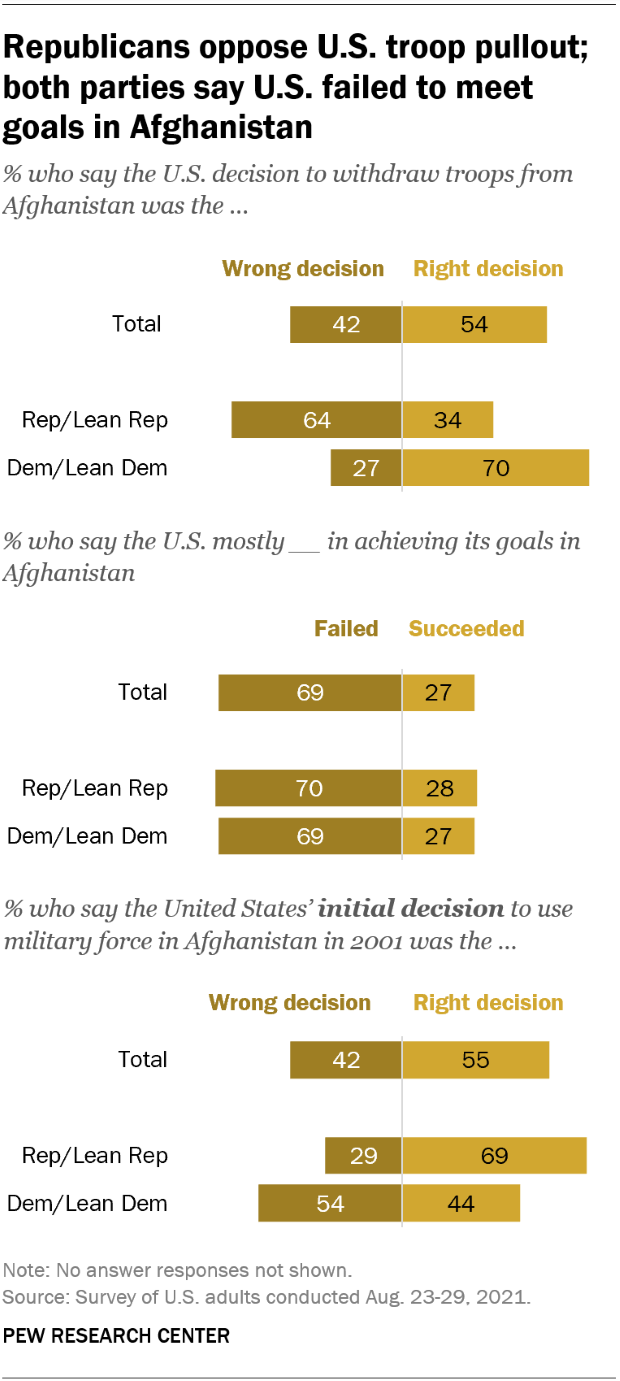 Republicans oppose U.S. troop pullout;
both parties say U.S. failed to meet
goals in Afghanistan
% who say the U.S. decision to withdraw troops from
Afghanistan was the ...
Wrong decision Right decision
Total 42 54
Rep/Lean Rep 64 34
Dem/Lean Dem 27 70
% who say the U.S. mostly __ in achieving its goals in
Afghanistan
Failed Succeeded
Total 69 27
Rep/Lean Rep 70 28
Dem/Lean Dem 69 27
% who say the United States’ initial decision to use
military force in Afghanistan in 2001 was the ...
Wrong decision Right decision
Total 42 55
Rep/Lean Rep 29 69
Dem/Lean Dem 54 44
Note: No answer responses not shown.
Source: Survey of U.S. adults conducted Aug. 23-29, 2021.
PEW RESEARCH CENTER